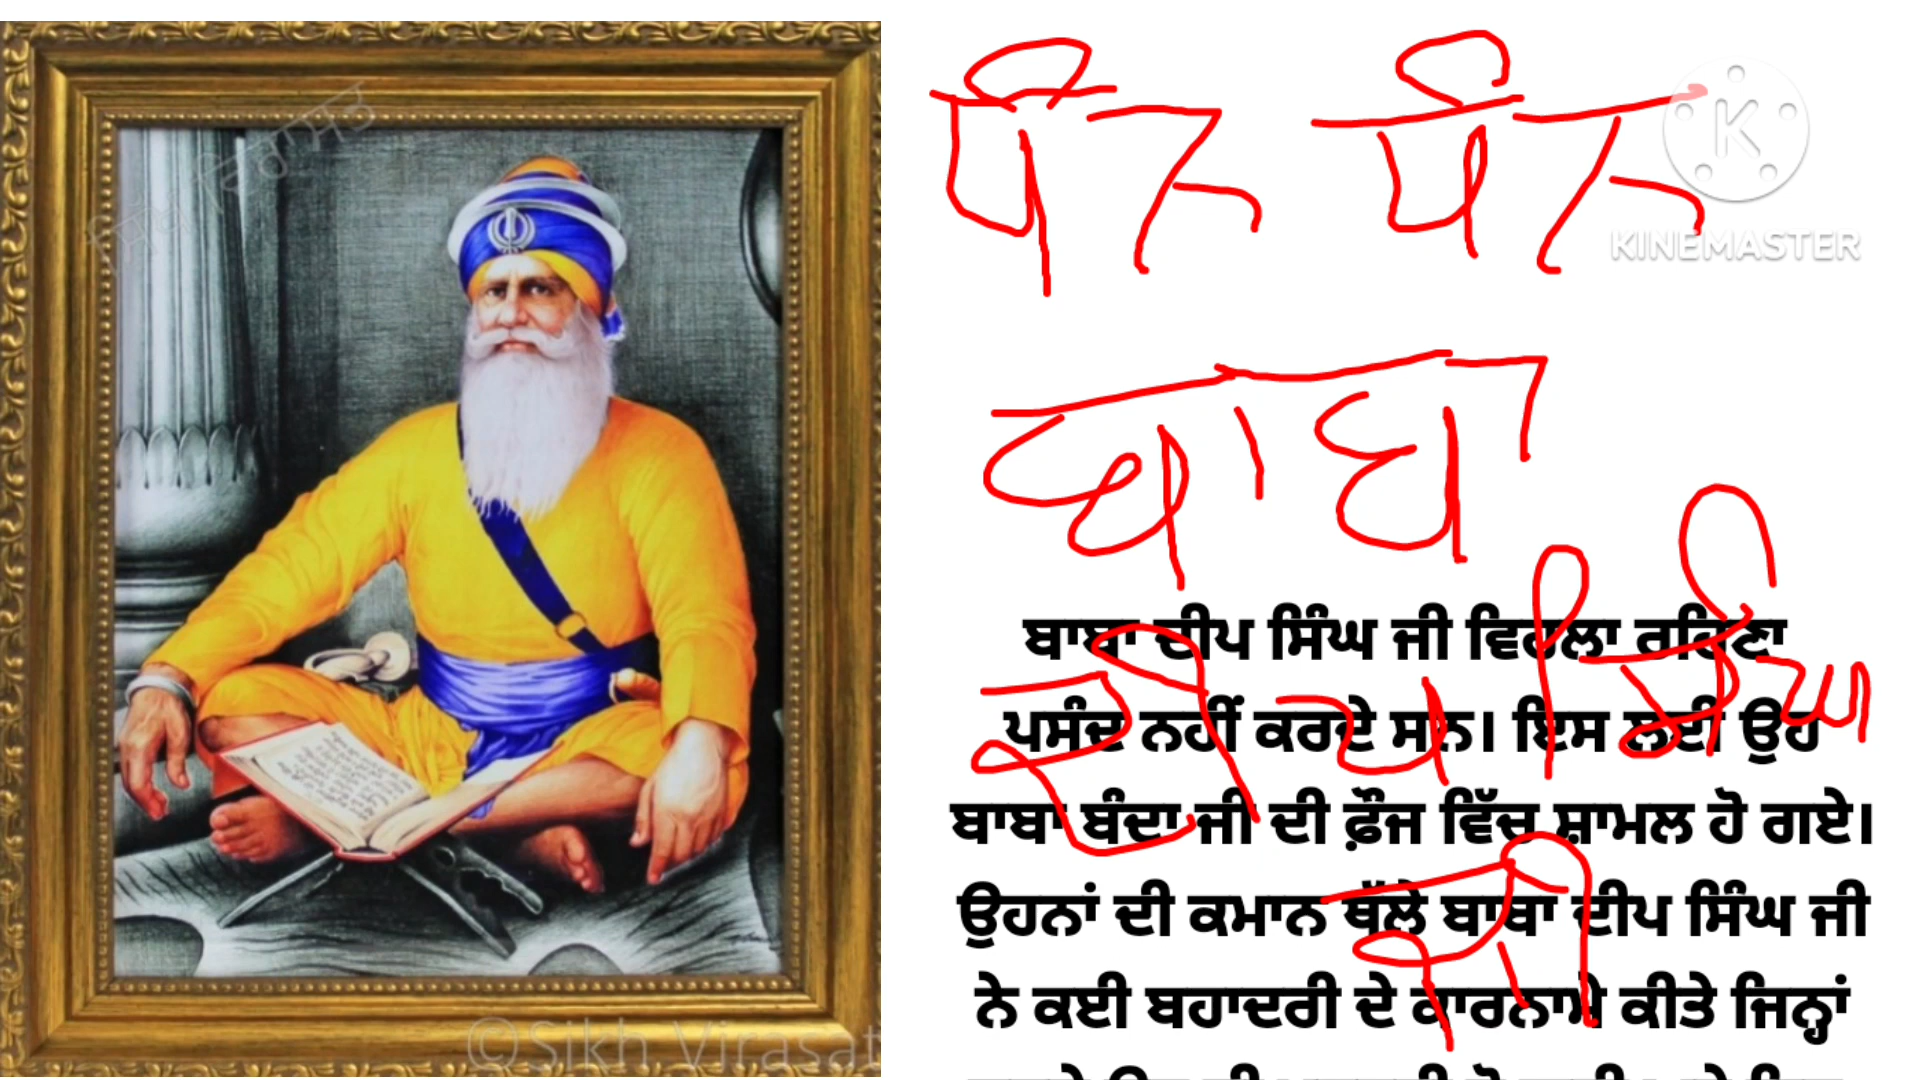 ਸਿੱਖ ਵਿਰਾਸਤ
©Sikh Virasat
ਧੰਨ ਧੰਨ
KINEMASTER
ਬਾਬਾ
ਦੀਪ ਸਿੰਘ
ਜੀ
ਬਾਬਾ ਦੀਪ ਸਿੰਘ ਜੀ ਵਿਹਲਾ ਰਹਿਣਾ
ਪਸੰਦ ਨਹੀਂ ਕਰਦੇ ਸਨ। ਇਸ ਲਈ ਉਹ
ਬਾਬਾ ਬੰਦਾ ਜੀ ਦੀ ਫ਼ੌਜ ਵਿੱਚ ਸ਼ਾਮਲ ਹੋ ਗਏ।
ਉਹਨਾਂ ਦੀ ਕਮਾਨ ਥੱਲੇ ਬਾਬਾ ਦੀਪ ਸਿੰਘ ਜੀ
ਨੇ ਕਈ ਬਹਾਦਰੀ ਦੇ ਕਾਰਨਾਮੇ ਕੀਤੇ ਜਿਨ੍ਹਾਂ